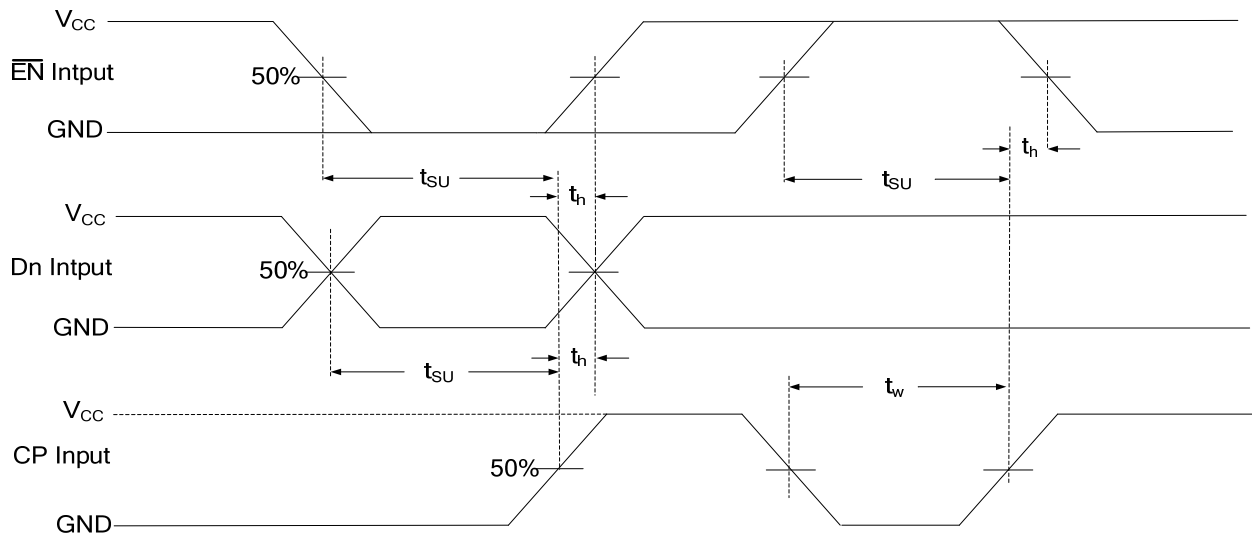 VCC
EN Intput
50%
GND
th
tSU
tSU
th
VCC
Dn Intput
50%
GND
th
tSU
tw
VCC
CP Input
50%
GND